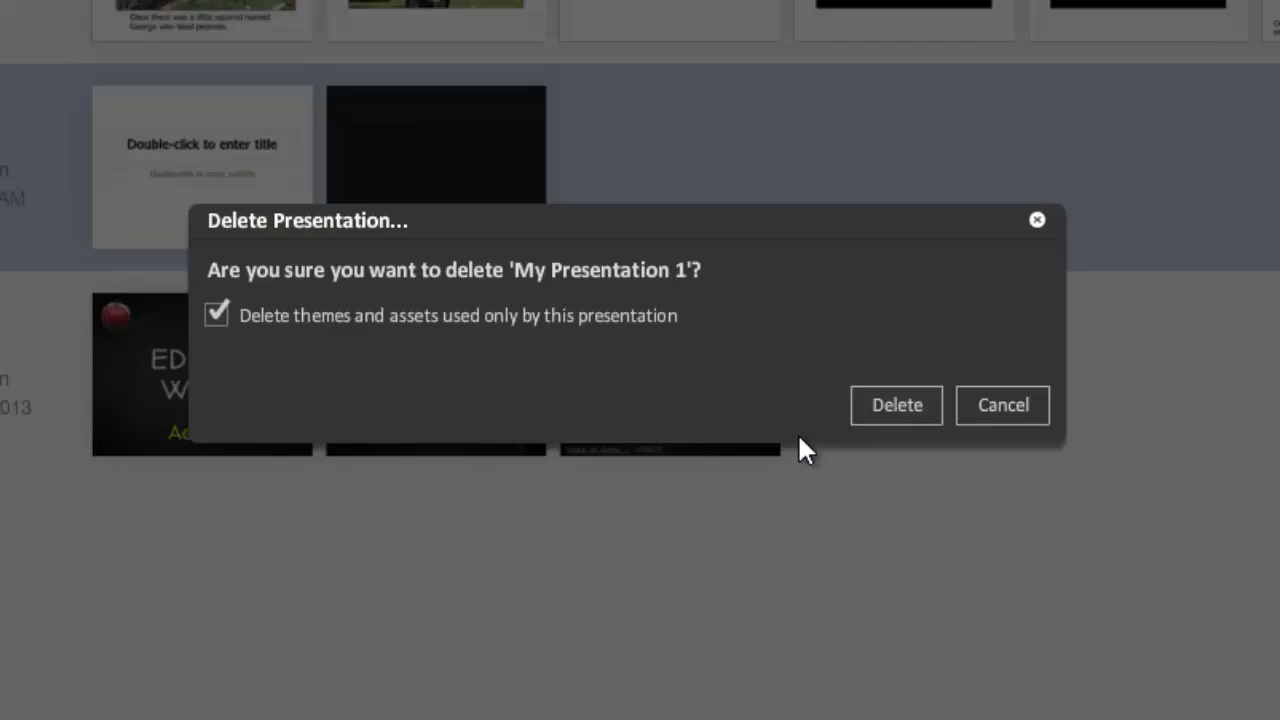 Once there was a little squirrel named
George who liked peanuts.
n
AM
Double-click to enter title
Delete Presentation...
Are you sure you want to delete 'My Presentation 1'?
Delete themes and assets used only by this presentation
Delete
Cancel
n
013
ED
W
Ae